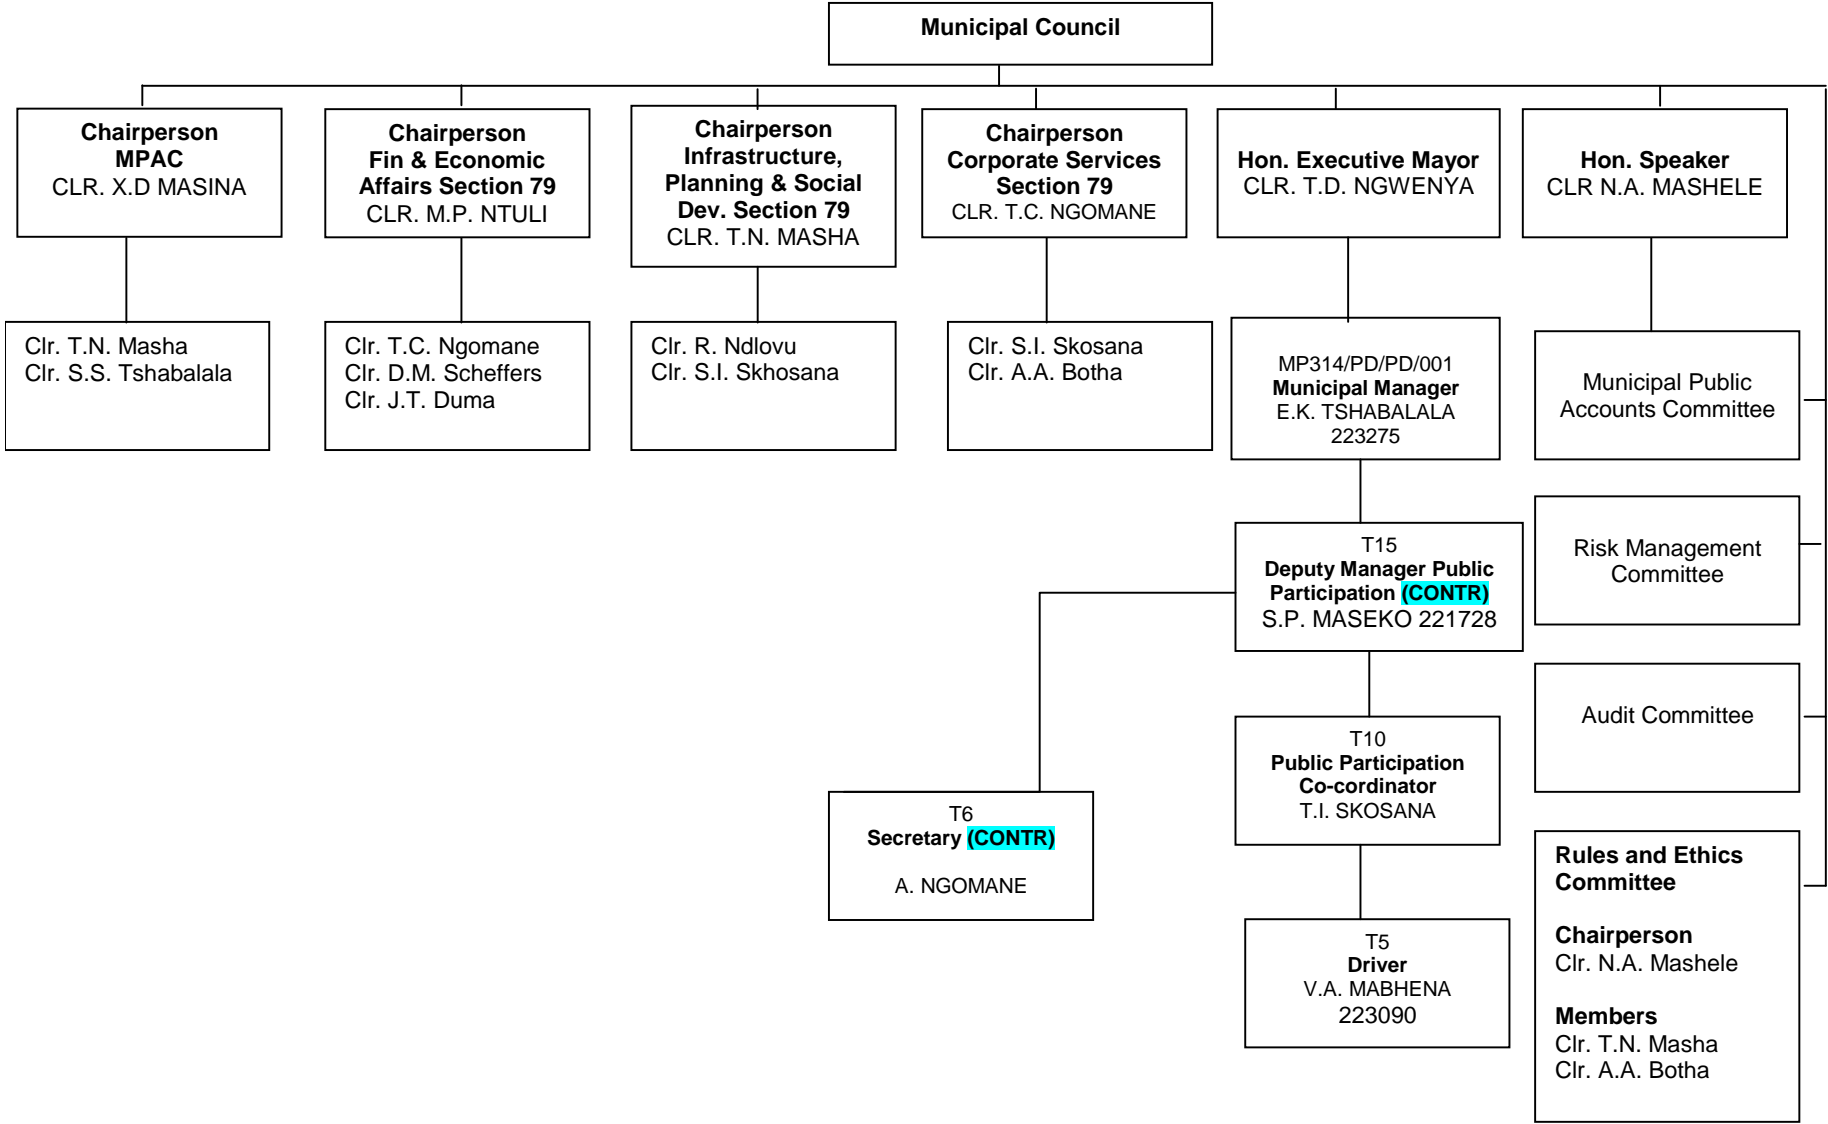 Municipal Council
Chairperson
MPAC
CLR. X.D MASINA
Chairperson
Fin & Economic
Affairs Section 79
CLR. M.P. NTULI
Chairperson
Infrastructure,
Planning & Social
Dev. Section 79
CLR. T.N. MASHA
Chairperson
Corporate Services
Section 79
CLR. T.C. NGOMANE
Hon. Executive Mayor
CLR. T.D. NGWENYA
Hon. Speaker
CLR N.A. MASHELE
Clr. T.N. Masha
Clr. S.S. Tshabalala
Clr. T.C. Ngomane
Clr. D.M. Scheffers
Clr. J.T. Duma
Clr. R. Ndlovu
Clr. S.I. Skhosana
Clr. S.I. Skosana
Clr. A.A. Botha
MP314/PD/PD/001
Municipal Manager
E.K. TSHABALALA
223275
Municipal Public
Accounts Committee
T15
Deputy Manager Public
Participation (CONTR)
S.P. MASEKO 221728
Risk Management
Committee
Audit Committee
T10
Public Participation
Co-cordinator
T.I. SKOSANA
T6
Secretary (CONTR)
A. NGOMANE
T5
Driver
V.A. MABHENA
223090
Rules and Ethics
Committee
Chairperson
Clr. N.A. Mashele
Members
Clr. T.N. Masha
Clr. A.A. Botha